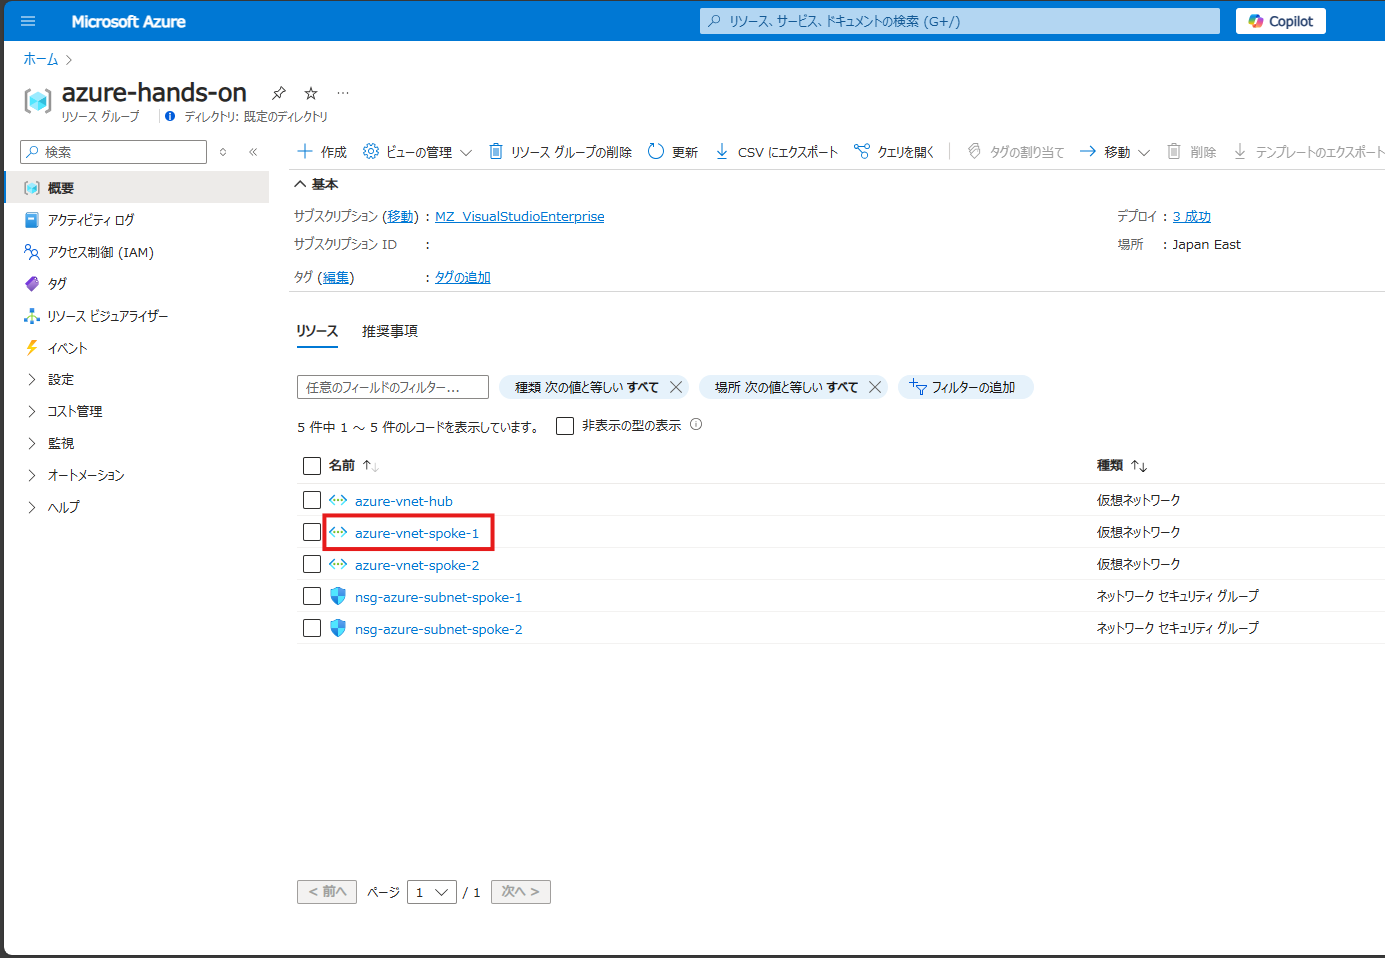 Microsoft Azure
リソース、サービス、ドキュメントの検索 (G+/)
Copilot
ホーム
azure-hands-on
リソース グループ
ディレクトリ: 既定のディレクトリ
検索
作成
ビューの管理
リソース グループの削除
更新
CSV にエクスポート
クエリを開く
タグの割り当て
移動
削除
テンプレートのエクスポート
概要
アクティビティ ログ
アクセス制御 (IAM)
タグ
リソース ビジュアライザー
イベント
設定
コスト管理
監視
オートメーション
ヘルプ
基本
サブスクリプション (移動) : MZ_VisualStudioEnterprise
サブスクリプション ID :
タグ (編集) : タグの追加
デプロイ : 3 成功
場所 : Japan East
リソース
推奨事項
任意のフィールドのフィルター...
種類 次の値と等しい すべて
場所 次の値と等しい すべて
フィルターの追加
5 件中 1 ～ 5 件のレコードを表示しています。
非表示の型の表示
名前 ↑↓
種類 ↑↓
azure-vnet-hub
仮想ネットワーク
azure-vnet-spoke-1
仮想ネットワーク
azure-vnet-spoke-2
仮想ネットワーク
nsg-azure-subnet-spoke-1
ネットワーク セキュリティ グループ
nsg-azure-subnet-spoke-2
ネットワーク セキュリティ グループ
< 前へ
ページ 1 / 1
次へ >